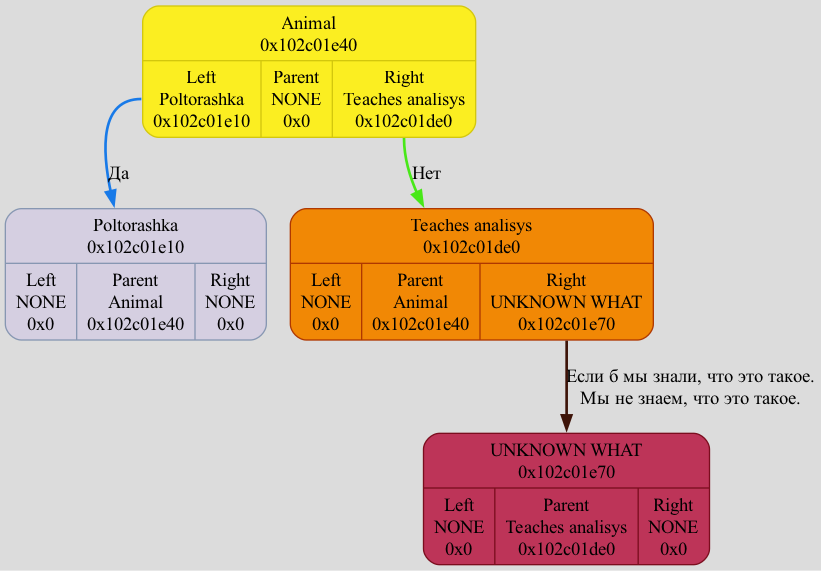 Animal
0x102c01e40
Left
Poltorashka
0x102c01e10
Parent
NONE
0x0
Right
Teaches analisys
0x102c01de0
Да
Нет
Poltorashka
0x102c01e10
Left
NONE
0x0
Parent
Animal
0x102c01e40
Right
NONE
0x0
Teaches analisys
0x102c01de0
Left
NONE
0x0
Parent
Animal
0x102c01e40
Right
UNKNOWN WHAT
0x102c01e70
Если б мы знали, что это такое.
Мы не знаем, что это такое.
UNKNOWN WHAT
0x102c01e70
Left
NONE
0x0
Parent
Teaches analisys
0x102c01de0
Right
NONE
0x0